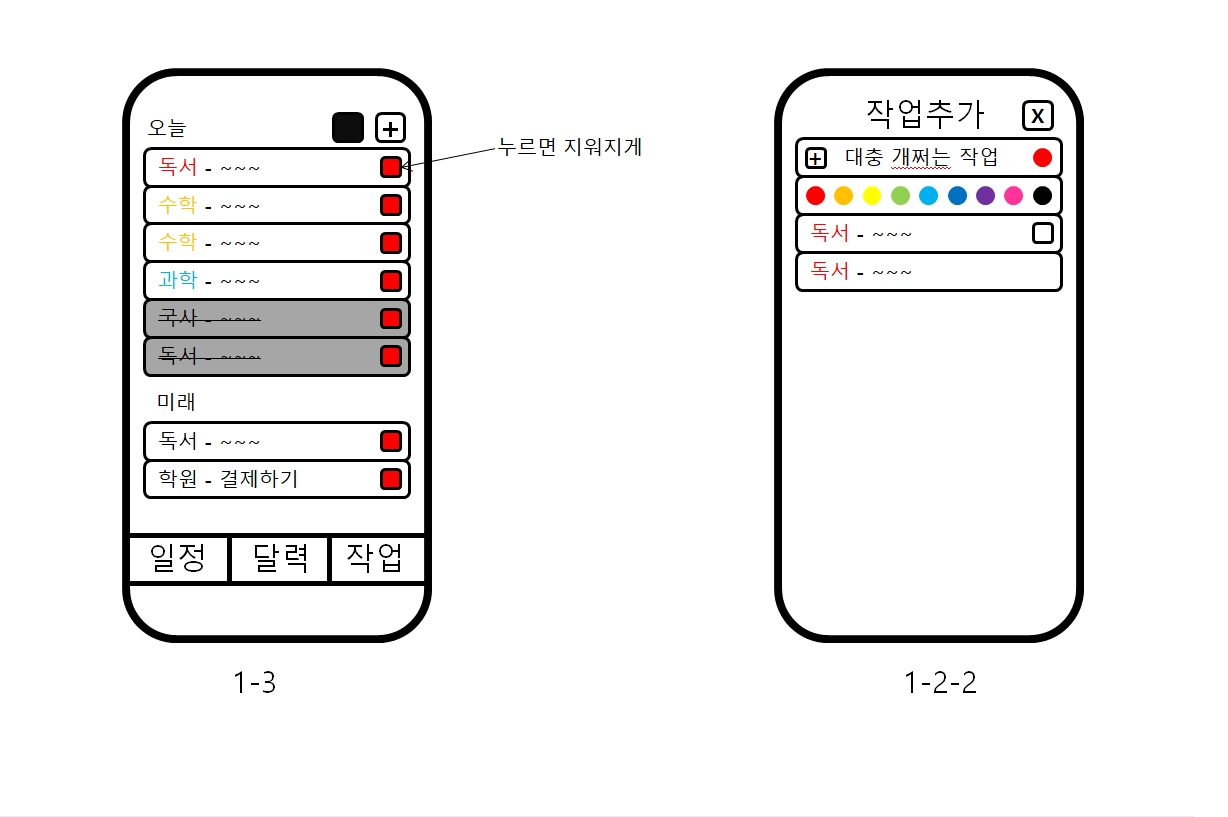 오늘
+
독서 - ~~~
누르면 지워지게
수학 - ~~~
수학 - ~~~
과학 - ~~~
국사 - ~~~
독서 - ~~~
미래
독서 - ~~~
학원 - 결제하기
일정 달력 작업
1-3
작업추가
X
+ 대충 개쩌는 작업
독서 - ~~~
독서 - ~~~
1-2-2